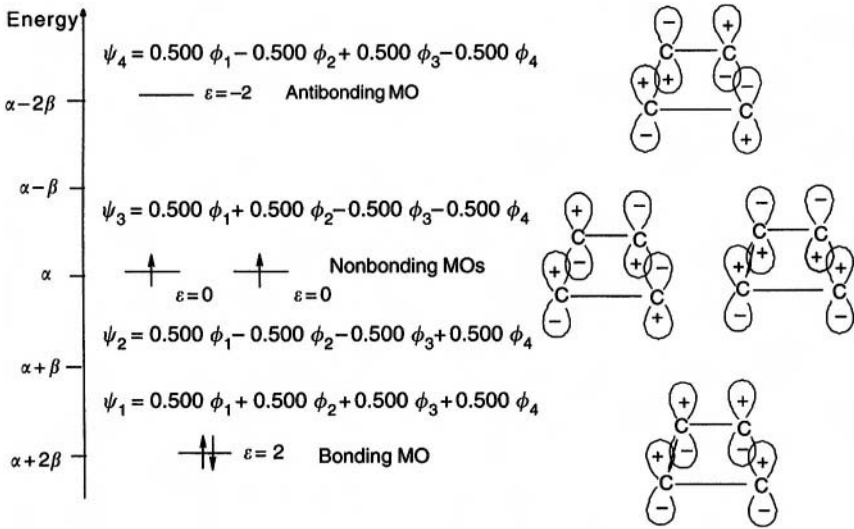 Energy
ψ₄ = 0.500 ϕ₁ − 0.500 ϕ₂ + 0.500 ϕ₃ − 0.500 ϕ₄
α−2β
ε=−2 Antibonding MO
− +
C C
+ + − −
C C
− +
α−β
ψ₃ = 0.500 ϕ₁ + 0.500 ϕ₂ − 0.500 ϕ₃ − 0.500 ϕ₄
α
Nonbonding MOs
ε=0 ε=0
+ −
C C
+ − + −
C C
− +
− −
C C
+ + + +
C C
− −
ψ₂ = 0.500 ϕ₁ − 0.500 ϕ₂ − 0.500 ϕ₃ + 0.500 ϕ₄
α+β
ψ₁ = 0.500 ϕ₁ + 0.500 ϕ₂ + 0.500 ϕ₃ + 0.500 ϕ₄
α+2β
ε=2 Bonding MO
+ +
C C
+ − − +
C C
− −